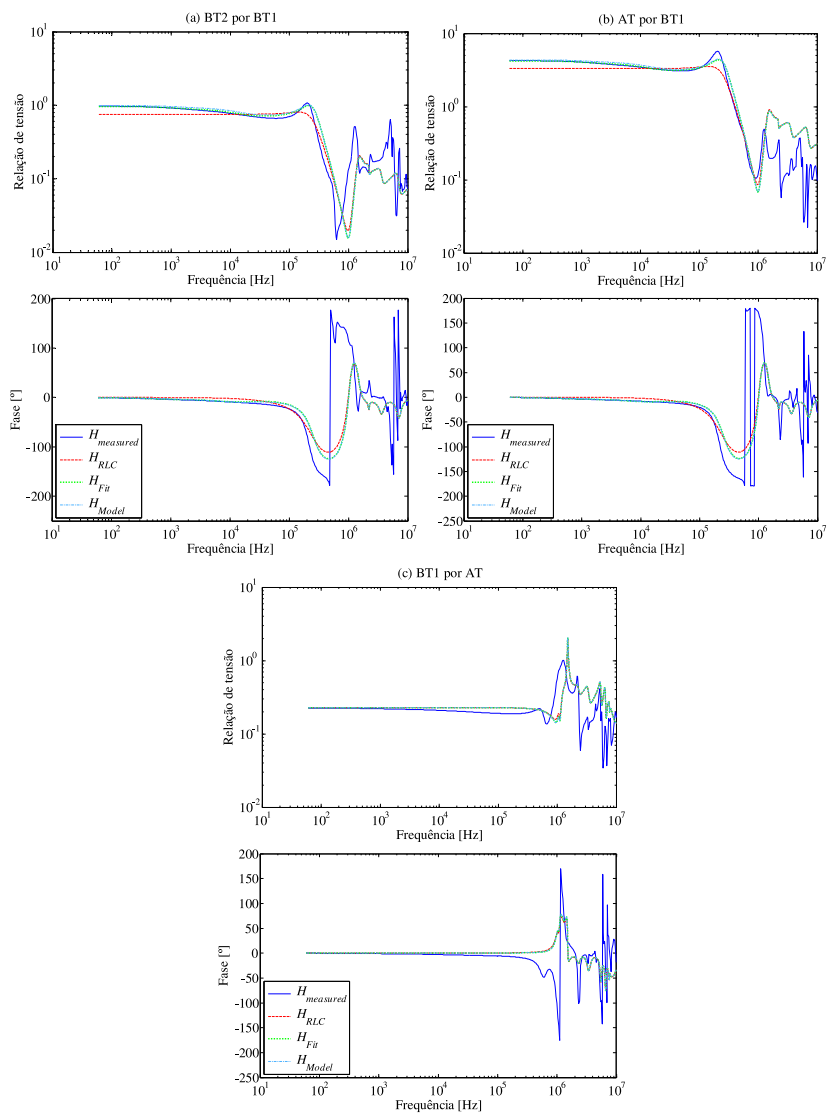 (a) BT2 por BT1
Relação de tensão
10^1
10^0
10^-1
10^-2
10^1 10^2 10^3 10^4 10^5 10^6 10^7
Frequência [Hz]
(b) AT por BT1
Relação de tensão
10^1
10^0
10^-1
10^-2
10^1 10^2 10^3 10^4 10^5 10^6 10^7
Frequência [Hz]
Fase [º]
200
100
0
-100
-200
H_measured
H_RLC
H_Fit
H_Model
10^1 10^2 10^3 10^4 10^5 10^6 10^7
Frequência [Hz]
Fase [º]
200
150
100
50
0
-50
-100
-150
-200
-250
H_measured
H_RLC
H_Fit
H_Model
10^1 10^2 10^3 10^4 10^5 10^6 10^7
Frequência [Hz]
(c) BT1 por AT
Relação de tensão
10^1
10^0
10^-1
10^-2
10^1 10^2 10^3 10^4 10^5 10^6 10^7
Frequência [Hz]
Fase [º]
200
150
100
50
0
-50
-100
-150
-200
-250
H_measured
H_RLC
H_Fit
H_Model
10^1 10^2 10^3 10^4 10^5 10^6 10^7
Frequência [Hz]